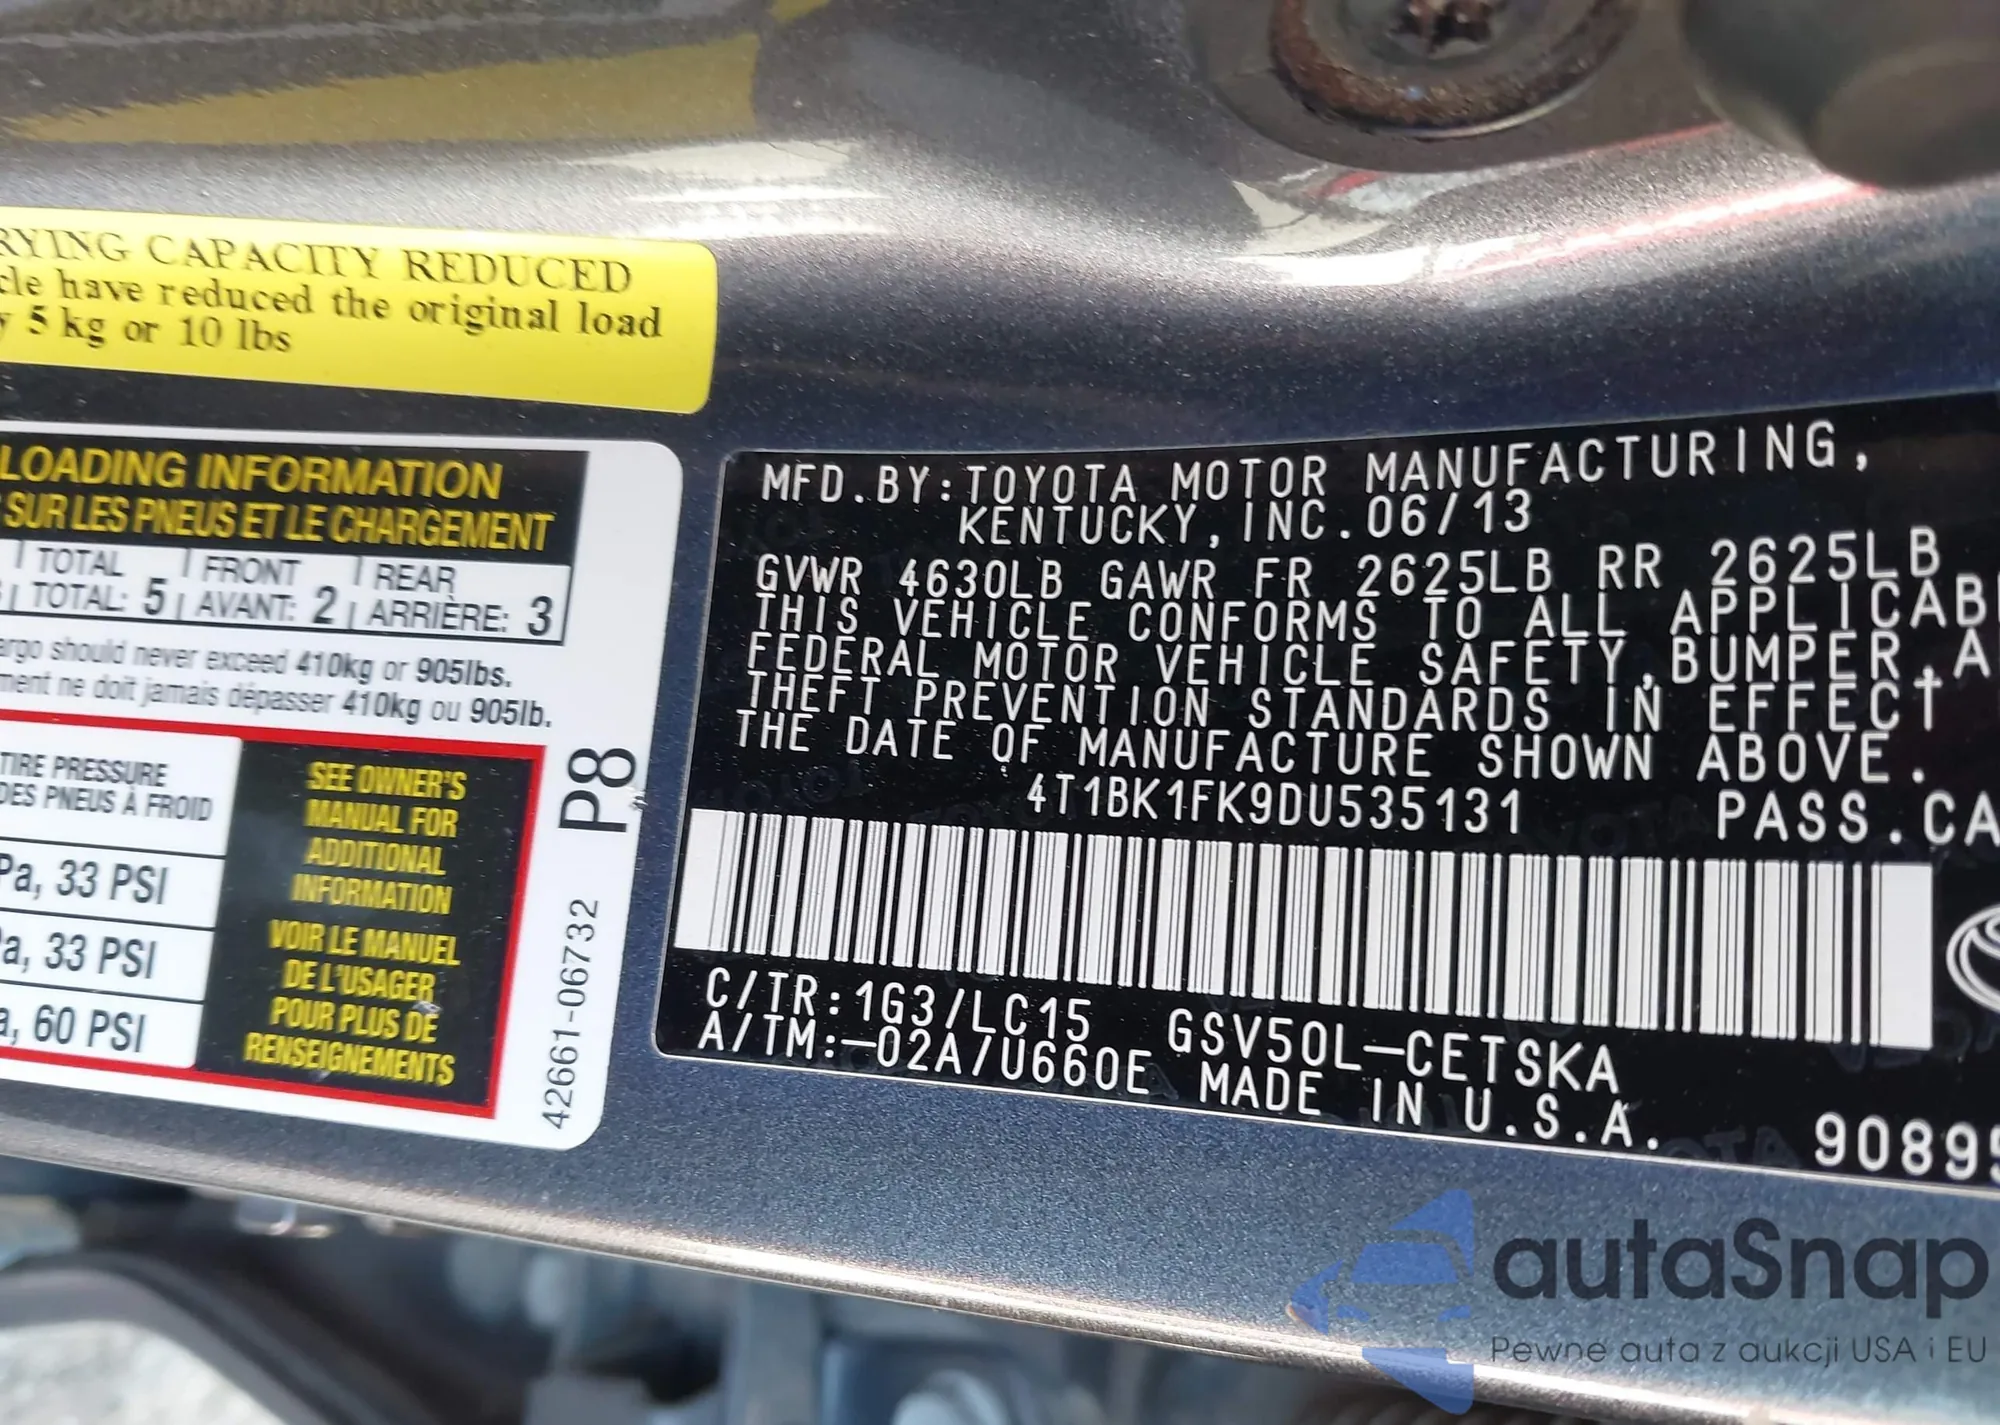 RYING CAPACITY REDUCED
cle have reduced the original load
y 5 kg or 10 lbs
LOADING INFORMATION
SUR LES PNEUS ET LE CHARGEMENT
TOTAL FRONT REAR
TOTAL: 5 AVANT: 2 ARRIÈRE: 3
argo should never exceed 410kg or 905lbs.
ment ne doit jamais dépasser 410kg ou 905lb.
TIRE PRESSURE
DES PNEUS À FROID
Pa, 33 PSI
Pa, 33 PSI
a, 60 PSI
SEE OWNER'S
MANUAL FOR
ADDITIONAL
INFORMATION
VOIR LE MANUEL
DE L'USAGER
POUR PLUS DE
RENSEIGNEMENTS
P8
42661-06732
MFD.BY:TOYOTA MOTOR MANUFACTURING,
KENTUCKY, INC.06/13
GVWR 4630LB GAWR FR 2625LB RR 2625LB
THIS VEHICLE CONFORMS TO ALL APPLICAB
FEDERAL MOTOR VEHICLE SAFETY,BUMPER,A
THEFT PREVENTION STANDARDS IN EFFECT
THE DATE OF MANUFACTURE SHOWN ABOVE.
4T1BK1FK9DU535131 PASS.CA
C/TR:1G3/LC15 GSV50L-CETSKA
A/TM:-02A/U660E MADE IN U.S.A.
9089
autaSnap
Pewne auta z aukcji USA i EU